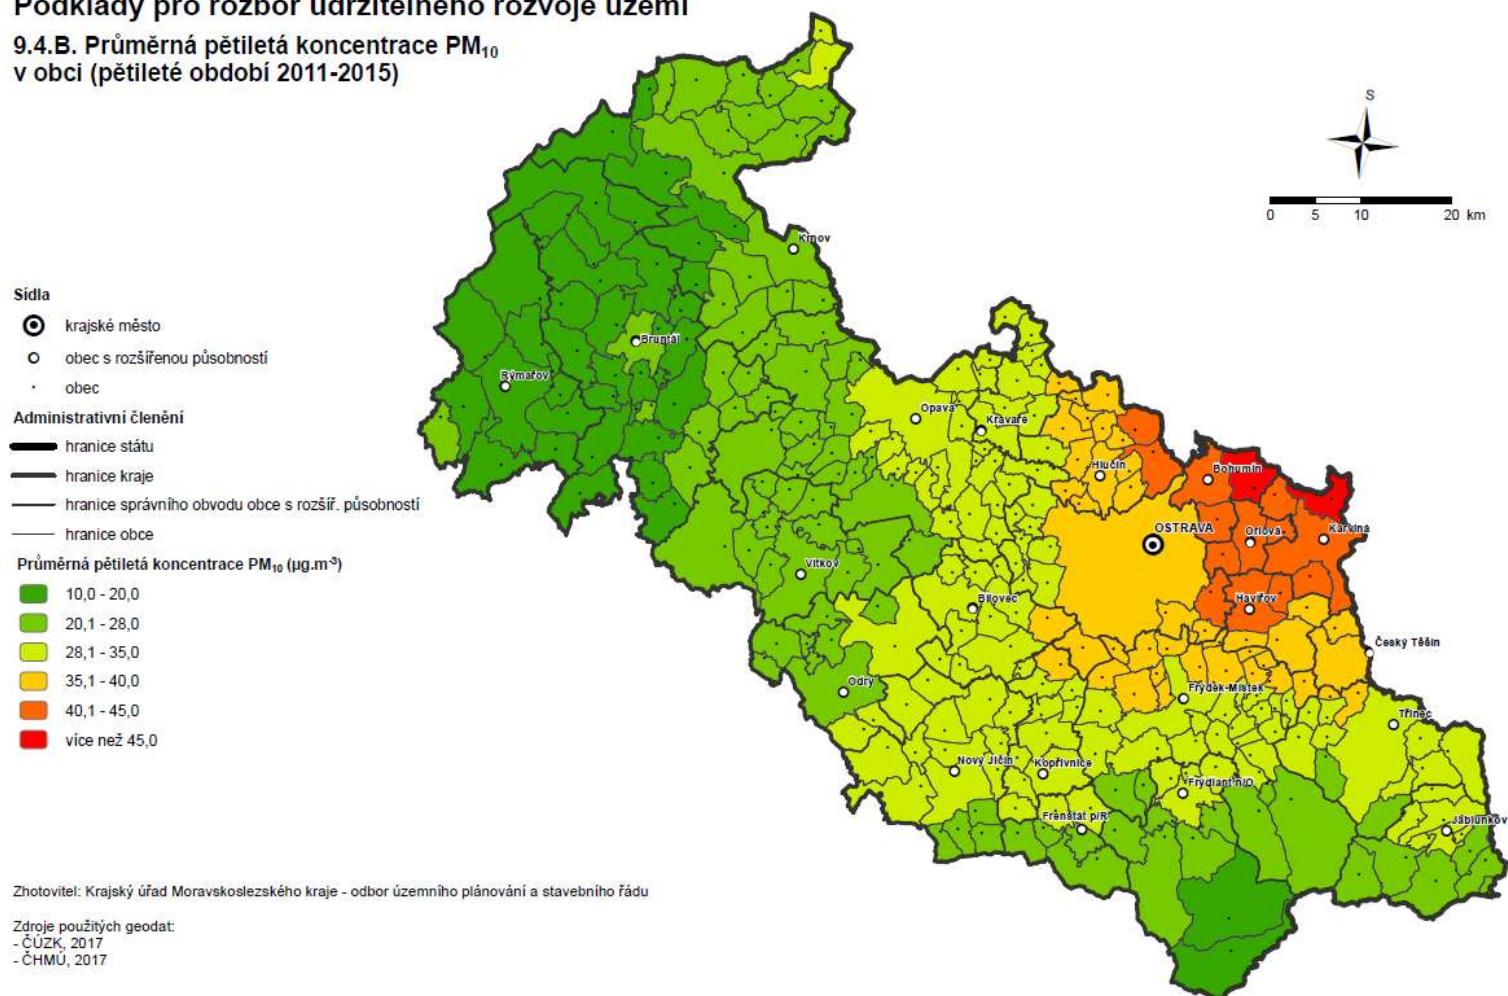 Podklady pro rozbor udržitelného rozvoje území
9.4.B. Průměrná pětiletá koncentrace PM₁₀
v obci (pětileté období 2011-2015)
S
0 5 10 20 km
Krnov
Sídla
krajské město
obec s rozšířenou působností
obec
Bruntál
Rýmařov
Administrativní členění
hranice státu
hranice kraje
hranice správního obvodu obce s rozšíř. působností
hranice obce
Opava
Kravaře
Hlučín
Bohumín
OSTRAVA
Orlová
Karviná
Průměrná pětiletá koncentrace PM₁₀ (µg.m⁻³)
10,0 - 20,0
20,1 - 28,0
28,1 - 35,0
35,1 - 40,0
40,1 - 45,0
více než 45,0
Vítkov
Bílovec
Havířov
Český Těšín
Odry
Frýdek-Místek
Třinec
Nový Jičín
Kopřivnice
Frýdlant n/O
Frenštát p/R
Jablunkov
Zhotovitel: Krajský úřad Moravskoslezského kraje - odbor územního plánování a stavebního řádu
Zdroje použitých geodat:
- ČÚZK, 2017
- ČHMÚ, 2017